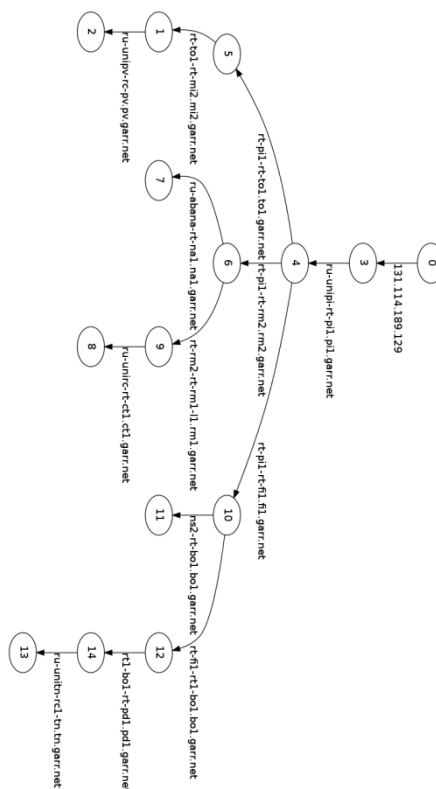 0
131.114.189.129
3
ru-unipi-rt-pi1.pi1.garr.net
4
rt-pi1-rt-to1.to1.garr.net
rt-pi1-rt-rm2.rm2.garr.net
rt-pi1-rt-fi1.fi1.garr.net
5
6
10
rt-to1-rt-mi2.mi2.garr.net
ru-abana-rt-na1.na1.garr.net
rt-rm2-rt-rm1-l1.rm1.garr.net
ns2-rt-bo1.bo1.garr.net
rt-fi1-rt1-bo1.bo1.garr.net
1
7
9
11
12
ru-unipv-rc-pv.pv.garr.net
ru-unirc-rt-ct1.ct1.garr.net
rt1-bo1-rt-pd1.pd1.garr.net
2
8
14
ru-unitn-rc1-tn.tn.garr.net
13